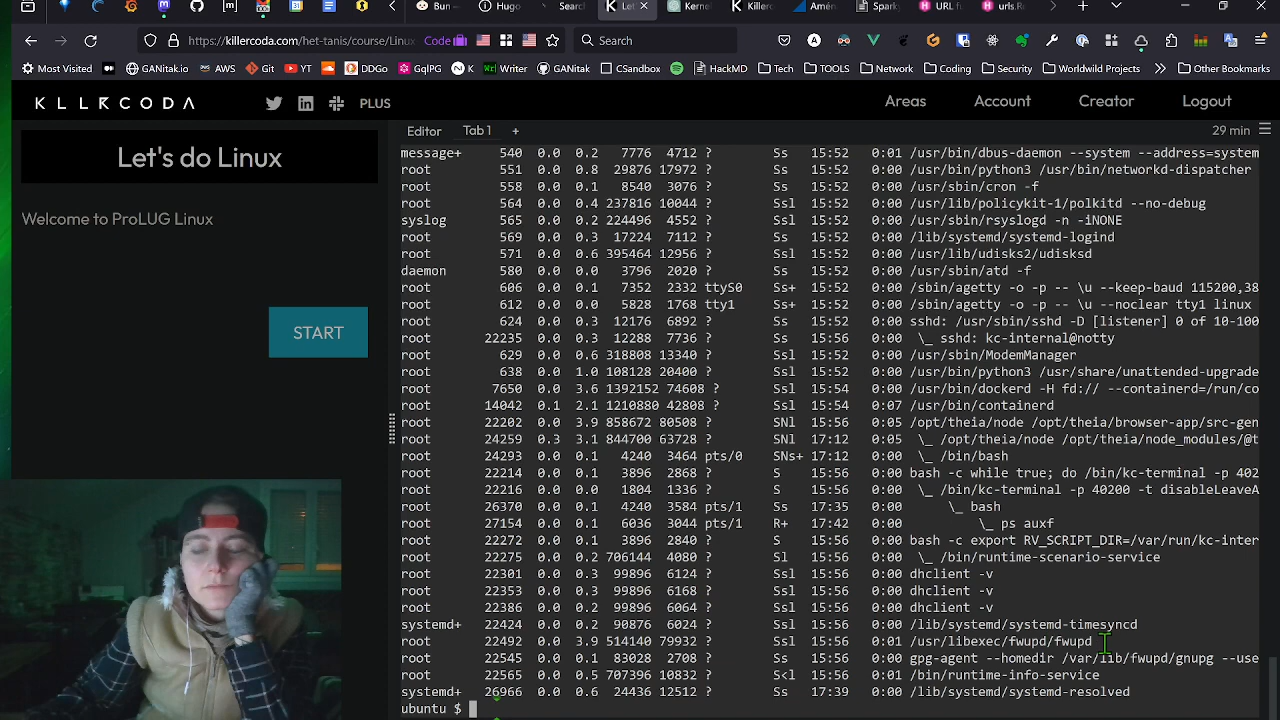 Bun —
Hugo
Searc
Let
Kernel
Killerc
Amén
Spark
URL fu
urls.Re
https://killercoda.com/het-tanis/course/Linux
Code
Search
Most Visited
GANitak.io
AWS
Git
YT
DDGo
GqlPG
N K
Writer
GANitak
CSandbox
HackMD
Tech
TOOLS
Network
Coding
Security
Worldwid Projects
Other Bookmarks
KILLERCODA
PLUS
Areas
Account
Creator
Logout
Let's do Linux
Welcome to ProLUG Linux
START
Editor
Tab 1
+
29 min
message+ 540 0.0 0.2 7776 4712 ? Ss 15:52 0:01 /usr/bin/dbus-daemon --system --address=system
root 551 0.0 0.8 29876 17972 ? Ss 15:52 0:00 /usr/bin/python3 /usr/bin/networkd-dispatcher
root 558 0.0 0.1 8540 3076 ? Ss 15:52 0:00 /usr/sbin/cron -f
root 564 0.0 0.4 237816 10044 ? Ssl 15:52 0:00 /usr/lib/policykit-1/polkitd --no-debug
syslog 565 0.0 0.2 224496 4552 ? Ssl 15:52 0:00 /usr/sbin/rsyslogd -n -iNONE
root 569 0.0 0.3 17224 7112 ? Ss 15:52 0:00 /lib/systemd/systemd-logind
root 571 0.0 0.6 395464 12956 ? Ssl 15:52 0:00 /usr/lib/udisks2/udisksd
daemon 580 0.0 0.0 3796 2020 ? Ss 15:52 0:00 /usr/sbin/atd -f
root 606 0.0 0.1 7352 2332 ttyS0 Ss+ 15:52 0:00 /sbin/agetty -o -p -- \u --keep-baud 115200,38
root 612 0.0 0.0 5828 1768 tty1 Ss+ 15:52 0:00 /sbin/agetty -o -p -- \u --noclear tty1 linux
root 624 0.0 0.3 12176 6892 ? Ss 15:52 0:00 sshd: /usr/sbin/sshd -D [listener] 0 of 10-100
root 22235 0.0 0.3 12288 7736 ? Ss 15:56 0:00 \_ sshd: kc-internal@notty
root 629 0.0 0.6 318808 13340 ? Ssl 15:52 0:00 /usr/sbin/ModemManager
root 638 0.0 1.0 108128 20400 ? Ssl 15:52 0:00 /usr/bin/python3 /usr/share/unattended-upgrade
root 7650 0.0 3.6 1392152 74608 ? Ssl 15:54 0:00 /usr/bin/dockerd -H fd:// --containerd=/run/co
root 14042 0.1 2.1 1210880 42808 ? Ssl 15:54 0:07 /usr/bin/containerd
root 22202 0.0 3.9 858672 80508 ? SNl 15:56 0:05 /opt/theia/node /opt/theia/browser-app/src-gen
root 24259 0.3 3.1 844700 63728 ? SNl 17:12 0:05 \_ /opt/theia/node /opt/theia/node_modules/@t
root 24293 0.0 0.1 4240 3464 pts/0 SNs+ 17:12 0:00 \_ /bin/bash
root 22214 0.0 0.1 3896 2868 ? S 15:56 0:00 bash -c while true; do /bin/kc-terminal -p 402
root 22216 0.0 0.0 1804 1336 ? S 15:56 0:00 \_ /bin/kc-terminal -p 40200 -t disableLeaveA
root 26370 0.0 0.1 4240 3584 pts/1 Ss 17:35 0:00 \_ bash
root 27154 0.0 0.1 6036 3044 pts/1 R+ 17:42 0:00 \_ ps auxf
root 22272 0.0 0.1 3896 2840 ? S 15:56 0:00 bash -c export RV_SCRIPT_DIR=/var/run/kc-inter
root 22275 0.0 0.2 706144 4080 ? Sl 15:56 0:00 \_ /bin/runtime-scenario-service
root 22301 0.0 0.3 99896 6124 ? Ssl 15:56 0:00 dhclient -v
root 22353 0.0 0.3 99896 6168 ? Ssl 15:56 0:00 dhclient -v
root 22386 0.0 0.2 99896 6064 ? Ssl 15:56 0:00 dhclient -v
systemd+ 22424 0.0 0.2 90876 6024 ? Ssl 15:56 0:00 /lib/systemd/systemd-timesyncd
root 22492 0.0 3.9 514140 79932 ? Ssl 15:56 0:01 /usr/libexec/fwupd/fwupd
root 22545 0.0 0.1 83028 2708 ? Ss 15:56 0:00 gpg-agent --homedir /var/lib/fwupd/gnupg --use
root 22565 0.0 0.5 707396 10832 ? S<l 15:56 0:01 /bin/runtime-info-service
systemd+ 26966 0.0 0.6 24436 12512 ? Ss 17:39 0:00 /lib/systemd/systemd-resolved
ubuntu $